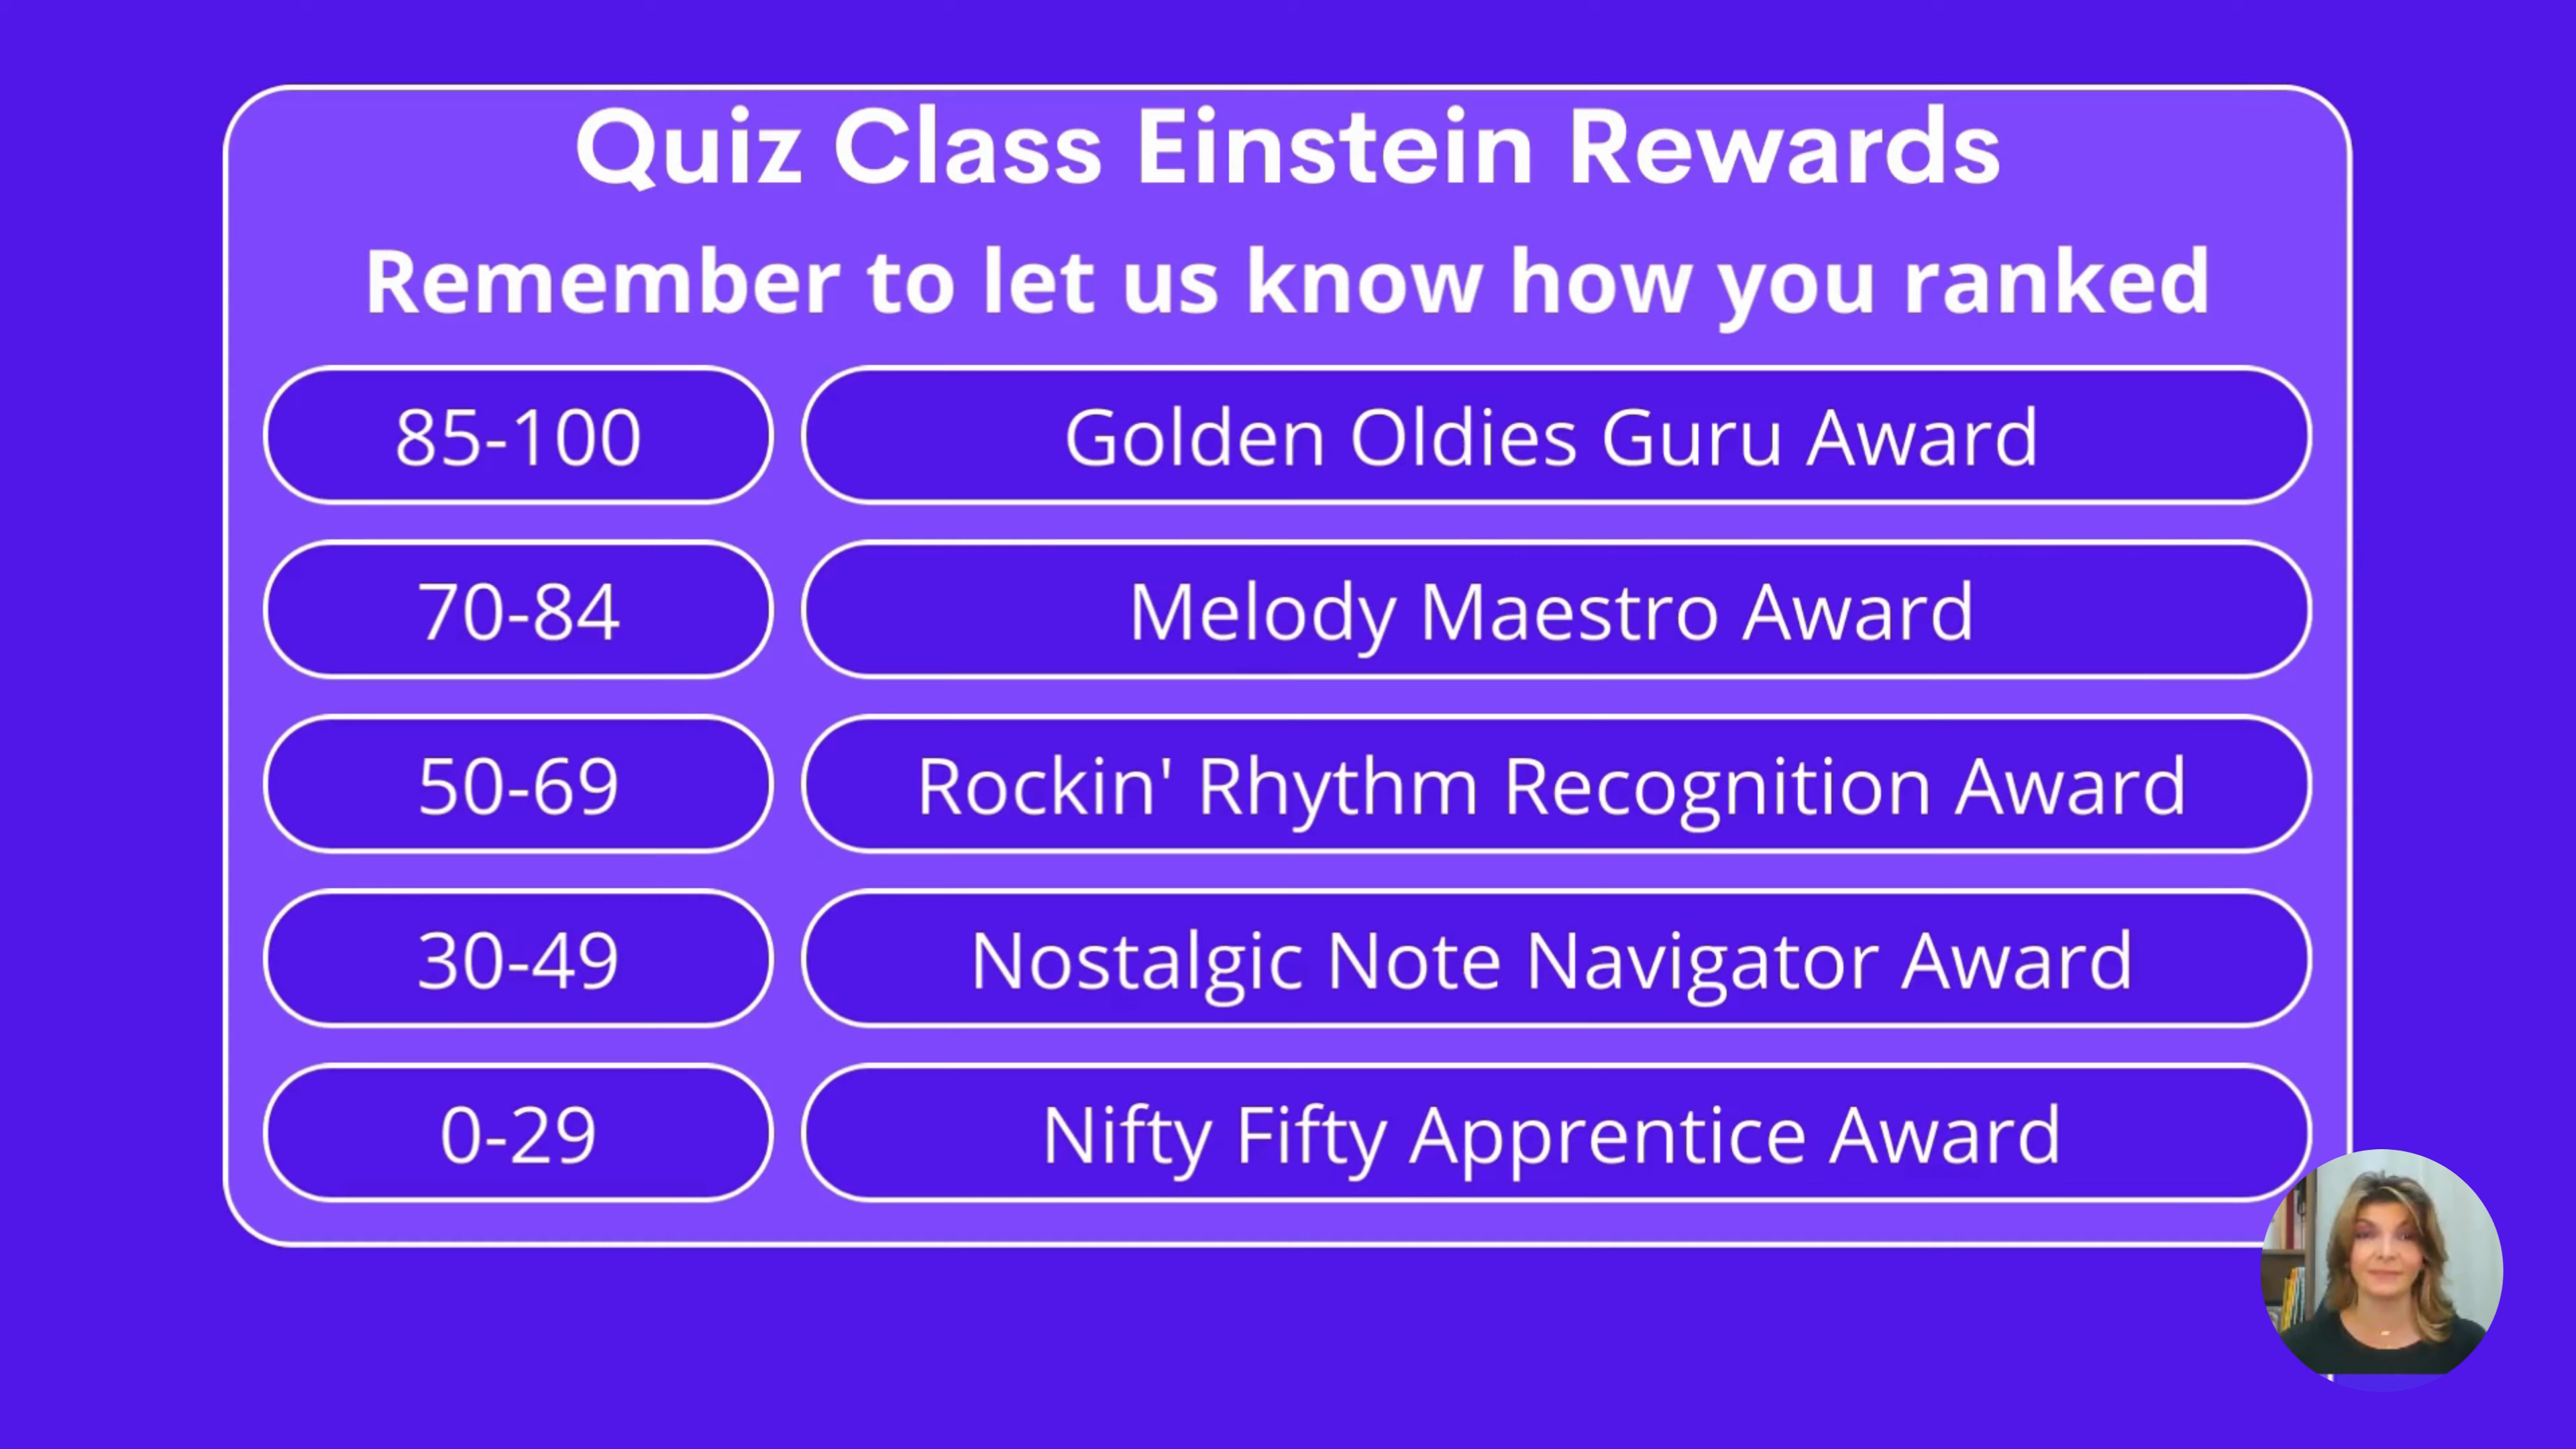 Quiz Class Einstein Rewards
Remember to let us know how you ranked
85-100
Golden Oldies Guru Award
70-84
Melody Maestro Award
50-69
Rockin' Rhythm Recognition Award
30-49
Nostalgic Note Navigator Award
0-29
Nifty Fifty Apprentice Award